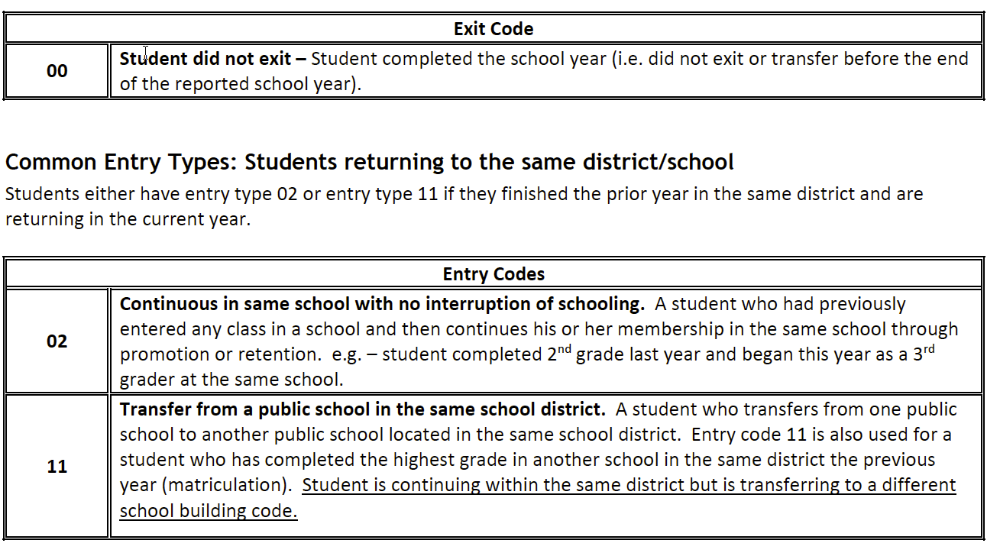 Exit Code
00
Student did not exit – Student completed the school year (i.e. did not exit or transfer before the end
of the reported school year).
Common Entry Types: Students returning to the same district/school
Students either have entry type 02 or entry type 11 if they finished the prior year in the same district and are
returning in the current year.
Entry Codes
02
Continuous in same school with no interruption of schooling.  A student who had previously
entered any class in a school and then continues his or her membership in the same school through
promotion or retention.  e.g. – student completed 2nd grade last year and began this year as a 3rd
grader at the same school.
11
Transfer from a public school in the same school district.  A student who transfers from one public
school to another public school located in the same school district.  Entry code 11 is also used for a
student who has completed the highest grade in another school in the same district the previous
year (matriculation).  Student is continuing within the same district but is transferring to a different
school building code.